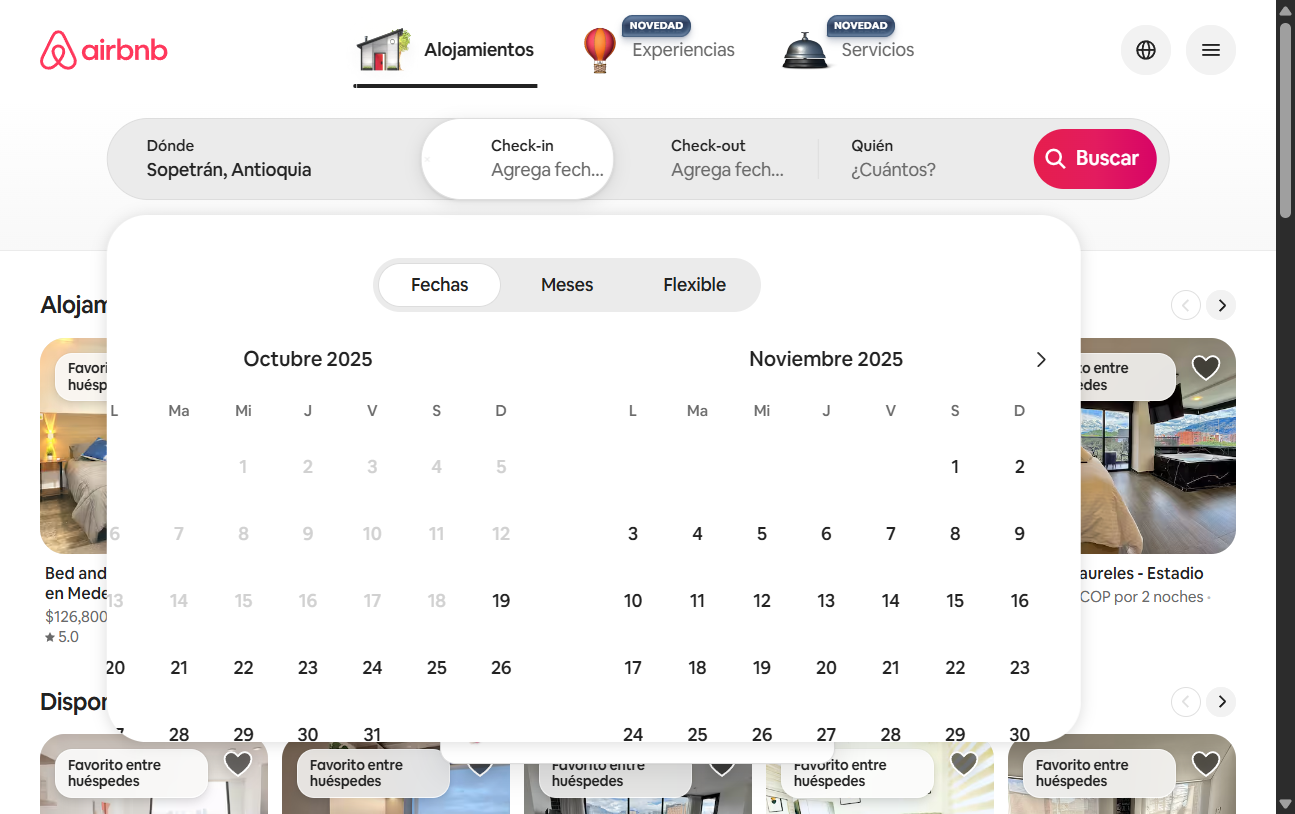 airbnb
Alojamientos
NOVEDAD
Experiencias
NOVEDAD
Servicios
Dónde
Sopetrán, Antioquia
Check-in
Agrega fech...
Check-out
Agrega fech...
Quién
¿Cuántos?
Buscar
Fechas
Meses
Flexible
Alojam
Octubre 2025
L Ma Mi J V S D
1 2 3 4 5
6 7 8 9 10 11 12
13 14 15 16 17 18 19
20 21 22 23 24 25 26
7 28 29 30 31
Noviembre 2025
L Ma Mi J V S D
1 2
3 4 5 6 7 8 9
10 11 12 13 14 15 16
17 18 19 20 21 22 23
24 25 26 27 28 29 30
Favori
huésp
Bed and
en Mede
$126,800
5.0
to entre
edes
aureles - Estadio
COP por 2 noches ·
Dispon
Favorito entre
huéspedes
Favorito entre
huéspedes
Favorito entre
huéspedes
Favorito entre
huéspedes
Favorito entre
huéspedes